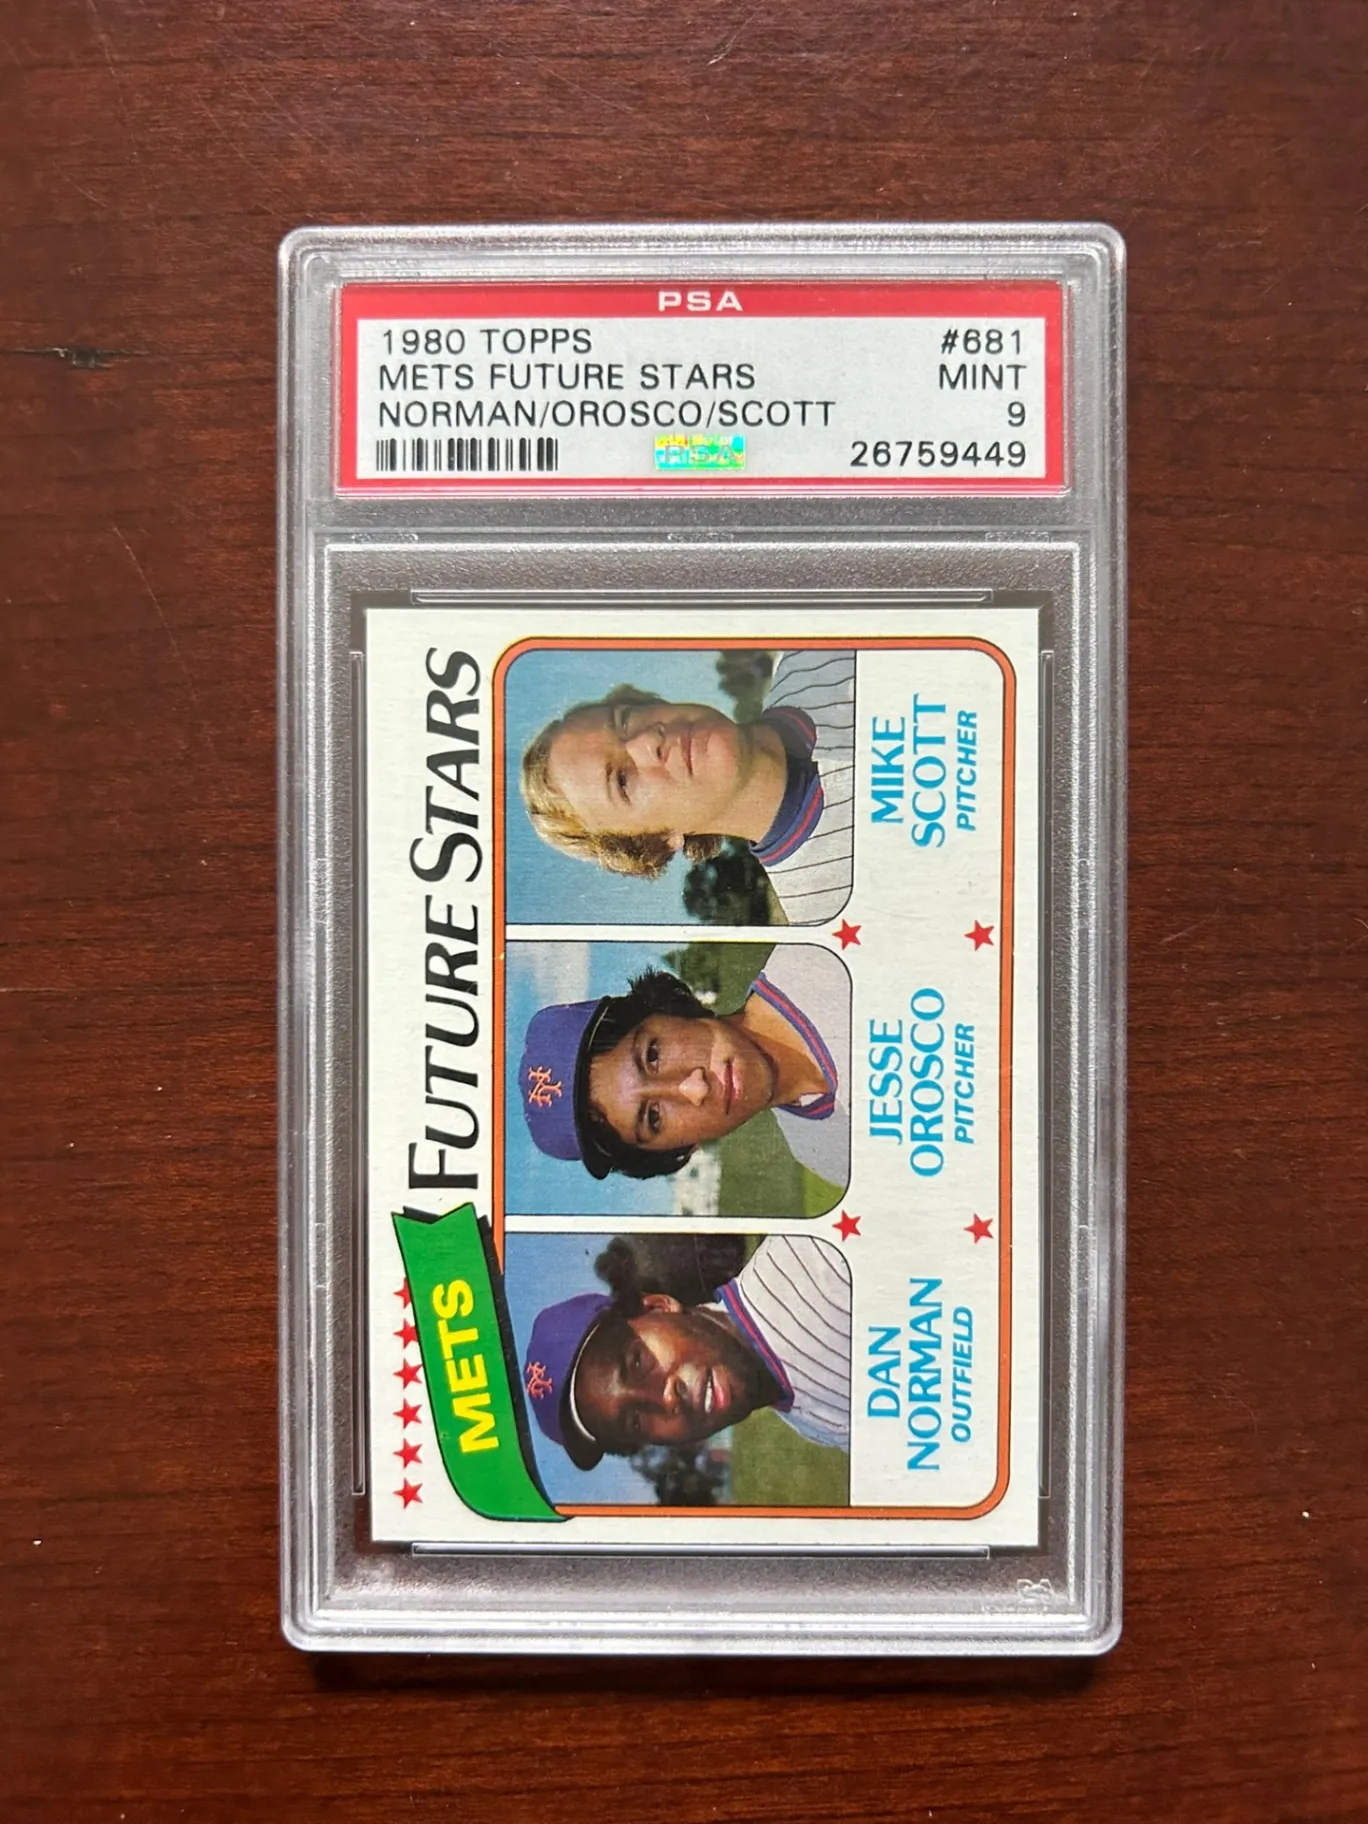 PSA
1980 TOPPS #681
METS FUTURE STARS MINT
NORMAN/OROSCO/SCOTT 9
PSA 26759449
METS FUTURE STARS
DAN
NORMAN
OUTFIELD
JESSE
OROSCO
PITCHER
MIKE
SCOTT
PITCHER